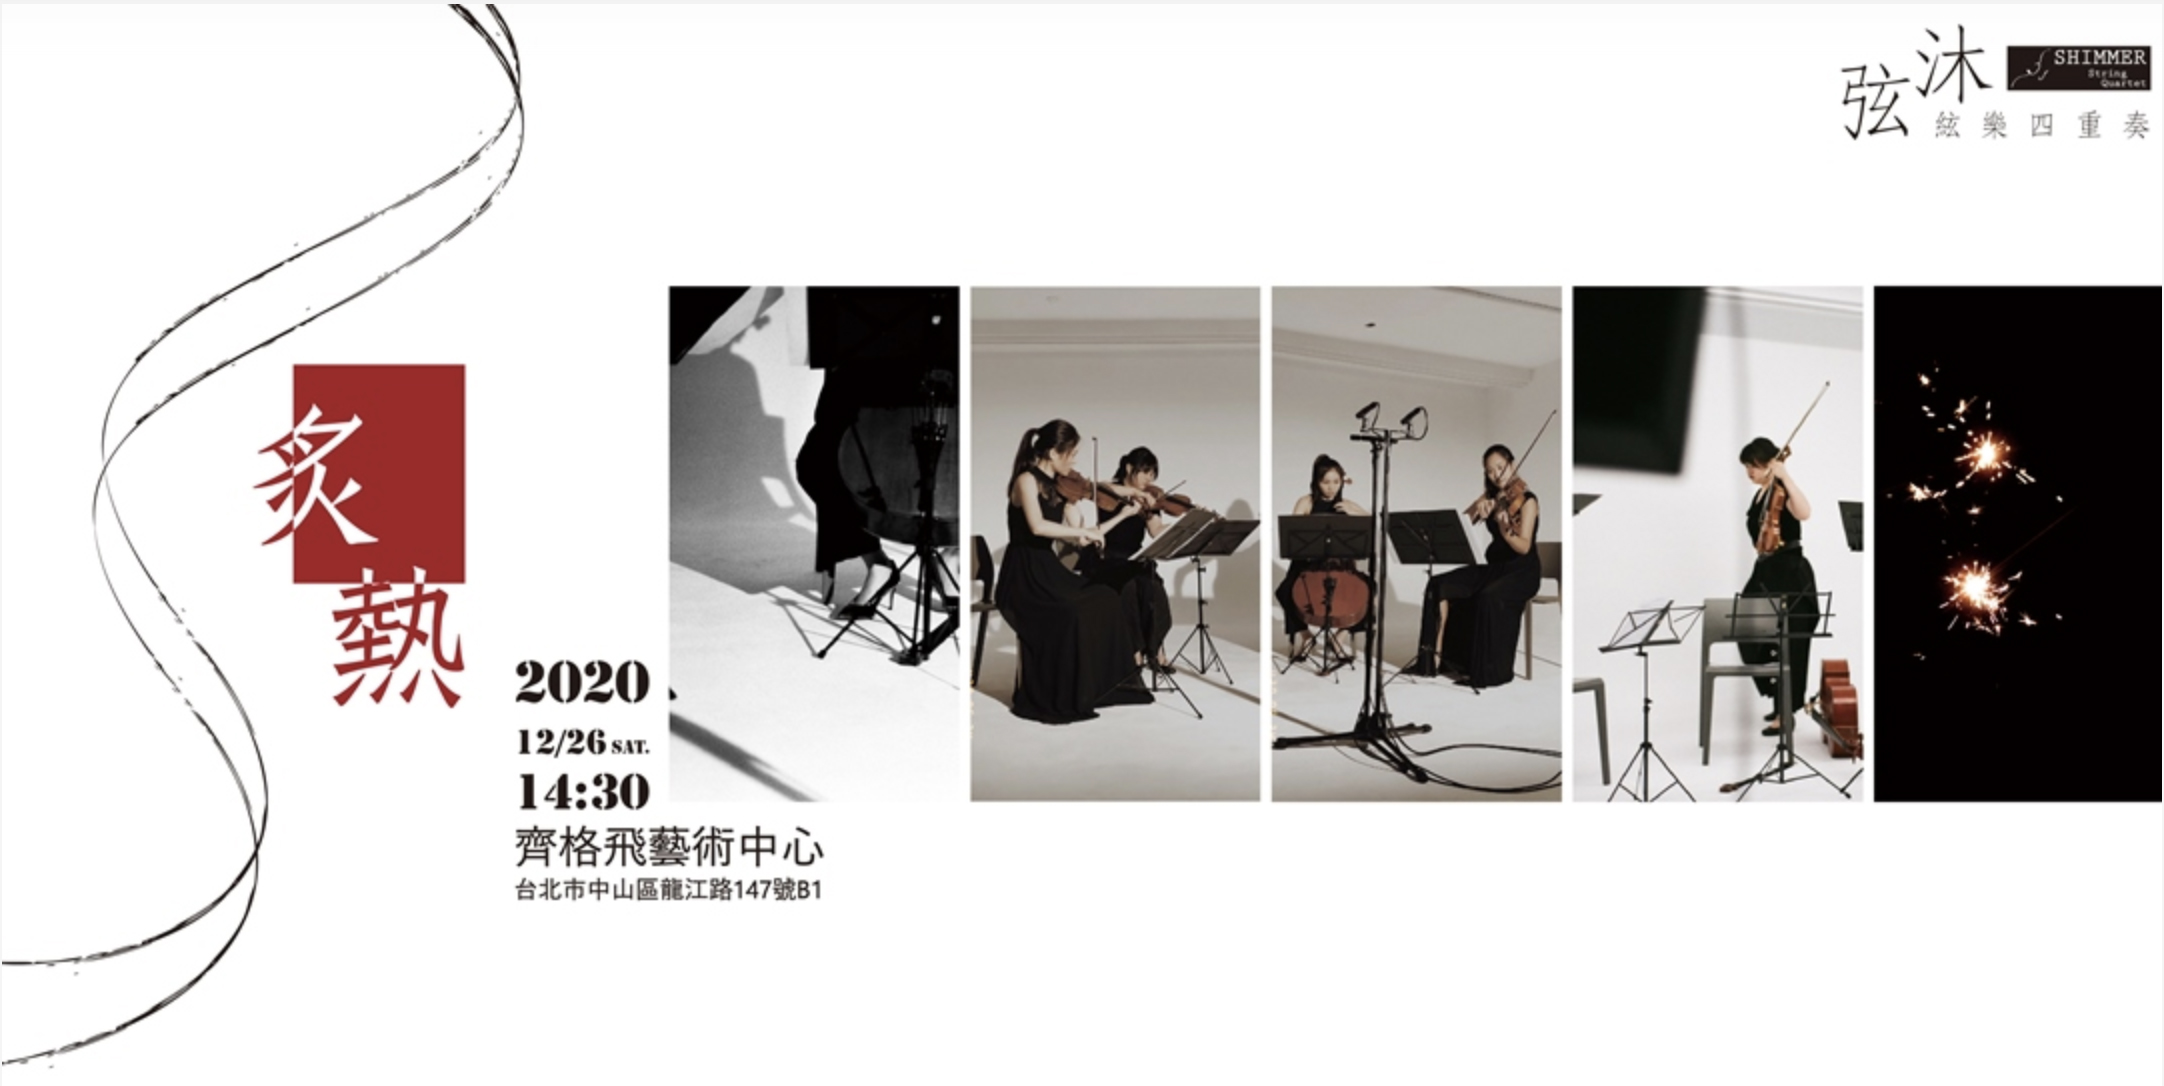 弦沐
SHIMMER
String
Quartet
絃樂四重奏
炙
熱
2020
12/26 SAT.
14:30
齊格飛藝術中心
台北市中山區龍江路147號B1